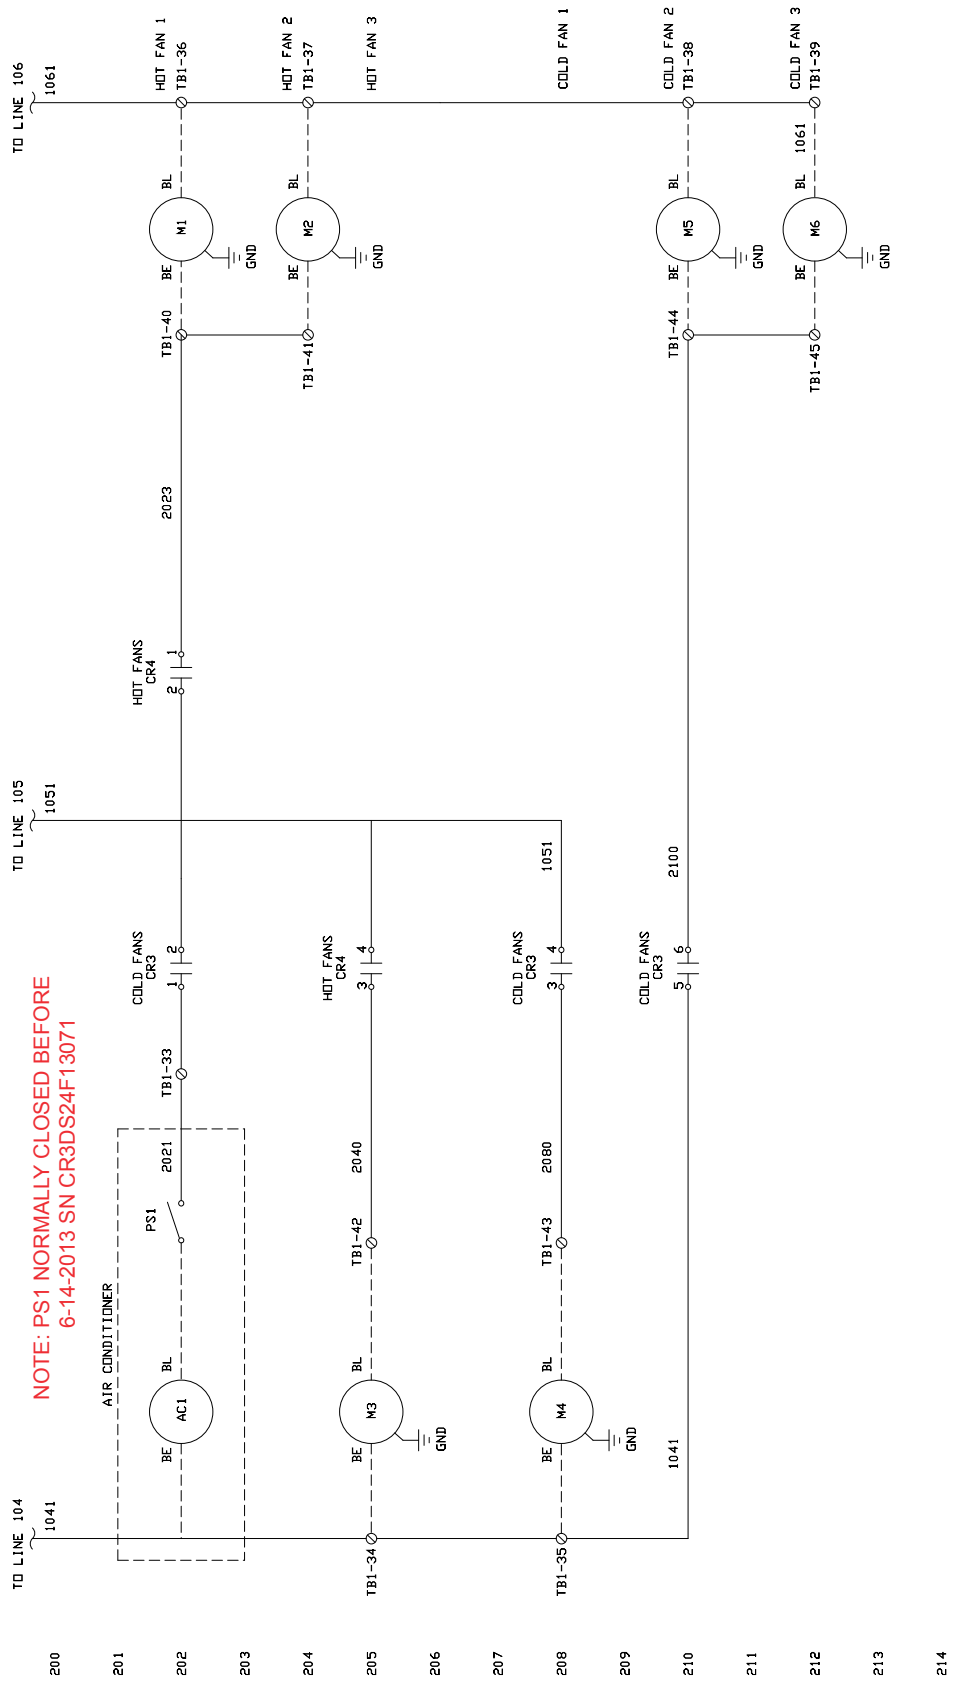 TO LINE 104
1041
TO LINE 105
1051
TO LINE 106
1061
NOTE: PS1 NORMALLY CLOSED BEFORE
6-14-2013 SN CR3DS24F13071
200
201
AIR CONDITIONER
202
BE
AC1
BL
PS1
2021
TB1-33
COLD FANS
CR3
1
2
HOT FANS
CR4
2
1
2023
TB1-40
BE
M1
BL
GND
HOT FAN 1
TB1-36
203
204
TB1-41
BE
M2
BL
GND
HOT FAN 2
TB1-37
205
TB1-34
BE
M3
BL
GND
TB1-42
2040
HOT FANS
CR4
3
4
HOT FAN 3
206
207
208
TB1-35
BE
M4
BL
GND
TB1-43
2080
COLD FANS
CR3
3
4
1051
COLD FAN 1
209
210
1041
COLD FANS
CR3
5
6
2100
TB1-44
BE
M5
BL
GND
COLD FAN 2
TB1-38
211
212
TB1-45
BE
M6
BL
GND
1061
COLD FAN 3
TB1-39
213
214